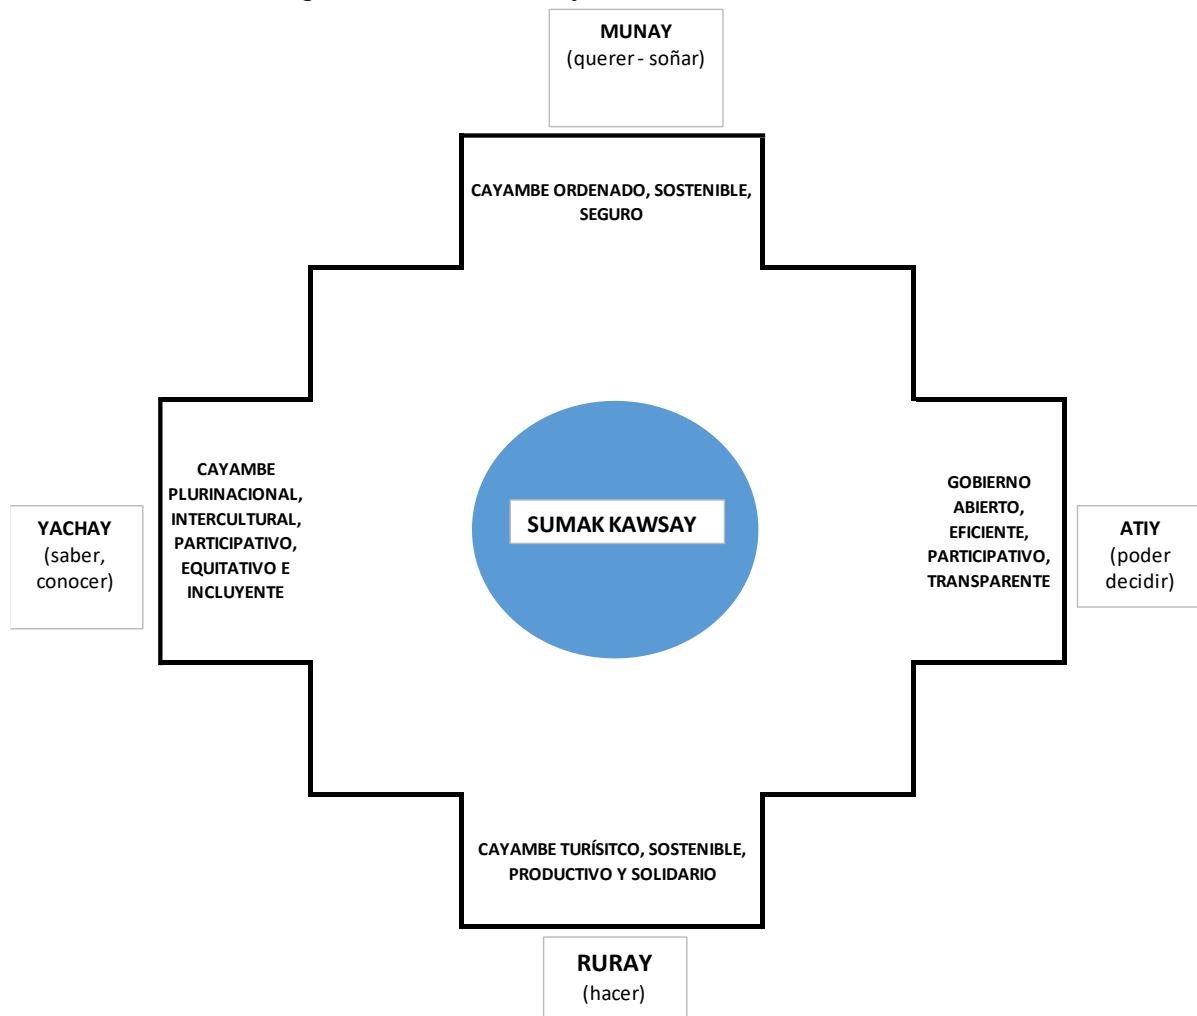 MUNAY
(querer - soñar)
CAYAMBE ORDENADO, SOSTENIBLE,
SEGURO
CAYAMBE
PLURINACIONAL,
INTERCULTURAL,
PARTICIPATIVO,
EQUITATIVO E
INCLUYENTE
YACHAY
(saber,
conocer)
SUMAK KAWSAY
GOBIERNO
ABIERTO,
EFICIENTE,
PARTICIPATIVO,
TRANSPARENTE
ATIY
(poder
decidir)
CAYAMBE TURÍSITCO, SOSTENIBLE,
PRODUCTIVO Y SOLIDARIO
RURAY
(hacer)